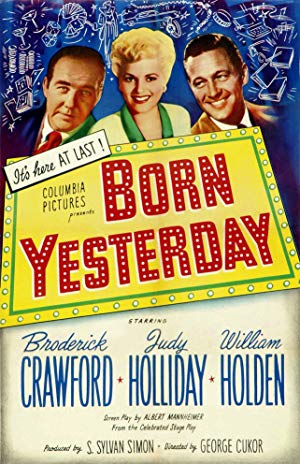 It's here AT LAST!
COLUMBIA
PICTURES
presents
BORN
YESTERDAY
STARRING
Broderick Judy William
CRAWFORD * HOLLIDAY * HOLDEN
Screen Play by ALBERT MANNHEIMER
From the Celebrated Stage Play
Produced by S. SYLVAN SIMON · Directed by GEORGE CUKOR